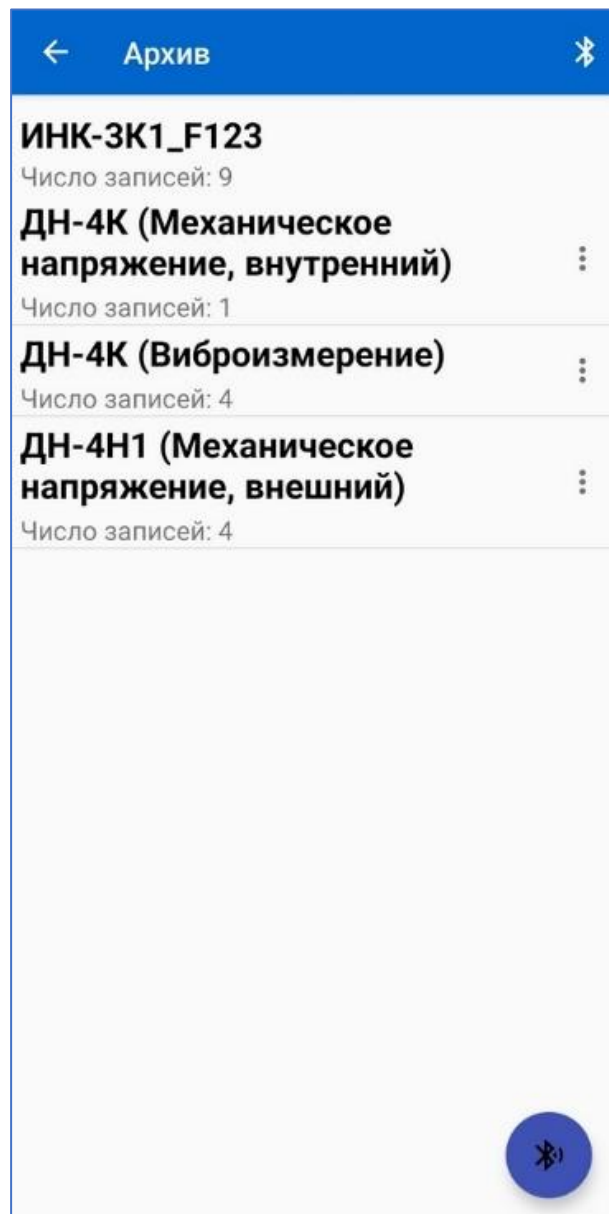 Архив
ИНК-3К1_F123
Число записей: 9
ДН-4К (Механическое
напряжение, внутренний)
Число записей: 1
ДН-4К (Виброизмерение)
Число записей: 4
ДН-4Н1 (Механическое
напряжение, внешний)
Число записей: 4